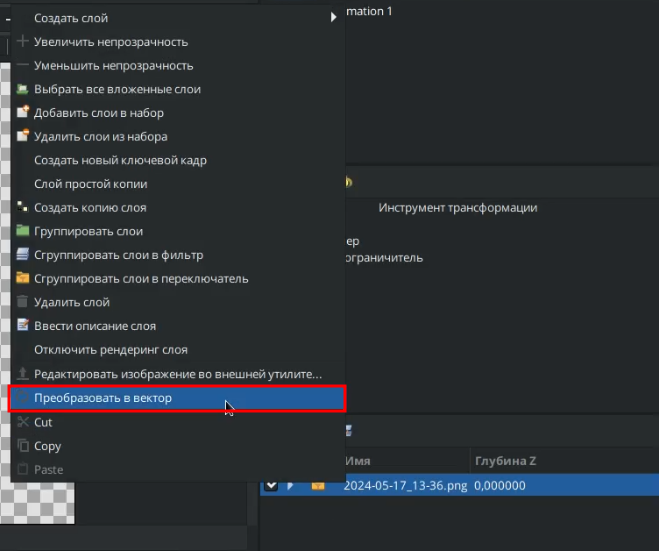 Создать слой
Увеличить непрозрачность
Уменьшить непрозрачность
Выбрать все вложенные слои
Добавить слои в набор
Удалить слои из набора
Создать новый ключевой кадр
Слой простой копии
Создать копию слоя
Группировать слои
Сгруппировать слои в фильтр
Сгруппировать слои в переключатель
Удалить слой
Ввести описание слоя
Отключить рендеринг слоя
Редактировать изображение во внешней утилите...
Преобразовать в вектор
Cut
Copy
Paste
mation 1
Инструмент трансформации
ер
ограничитель
Имя Глубина Z
2024-05-17_13-36.png 0,000000